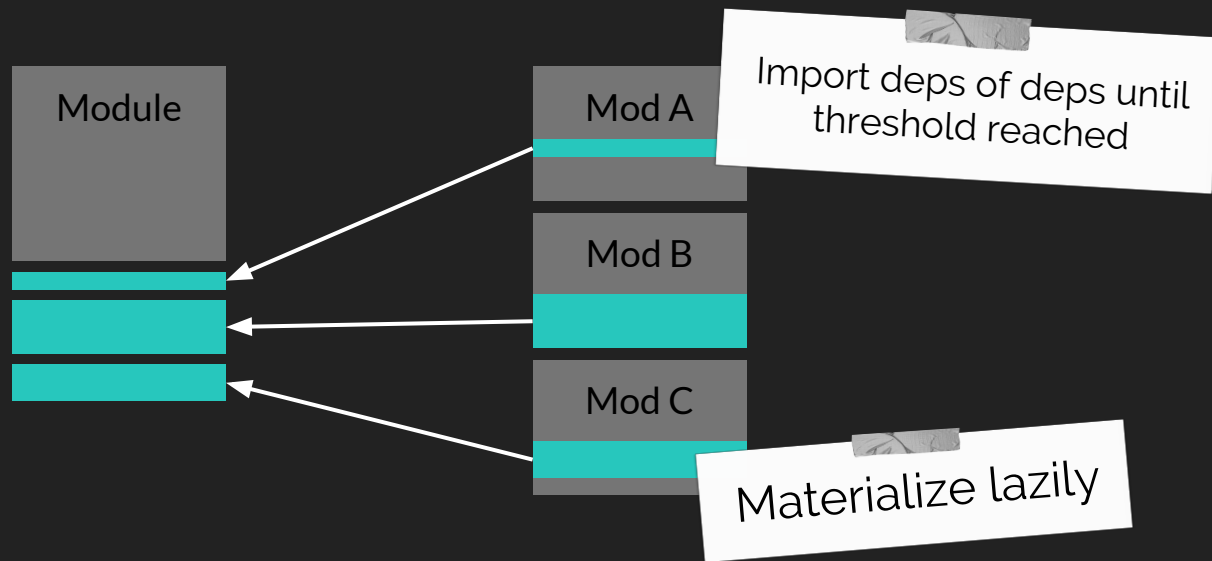 Module
Mod A
Import deps of deps until
threshold reached
Mod B
Mod C
Materialize lazily